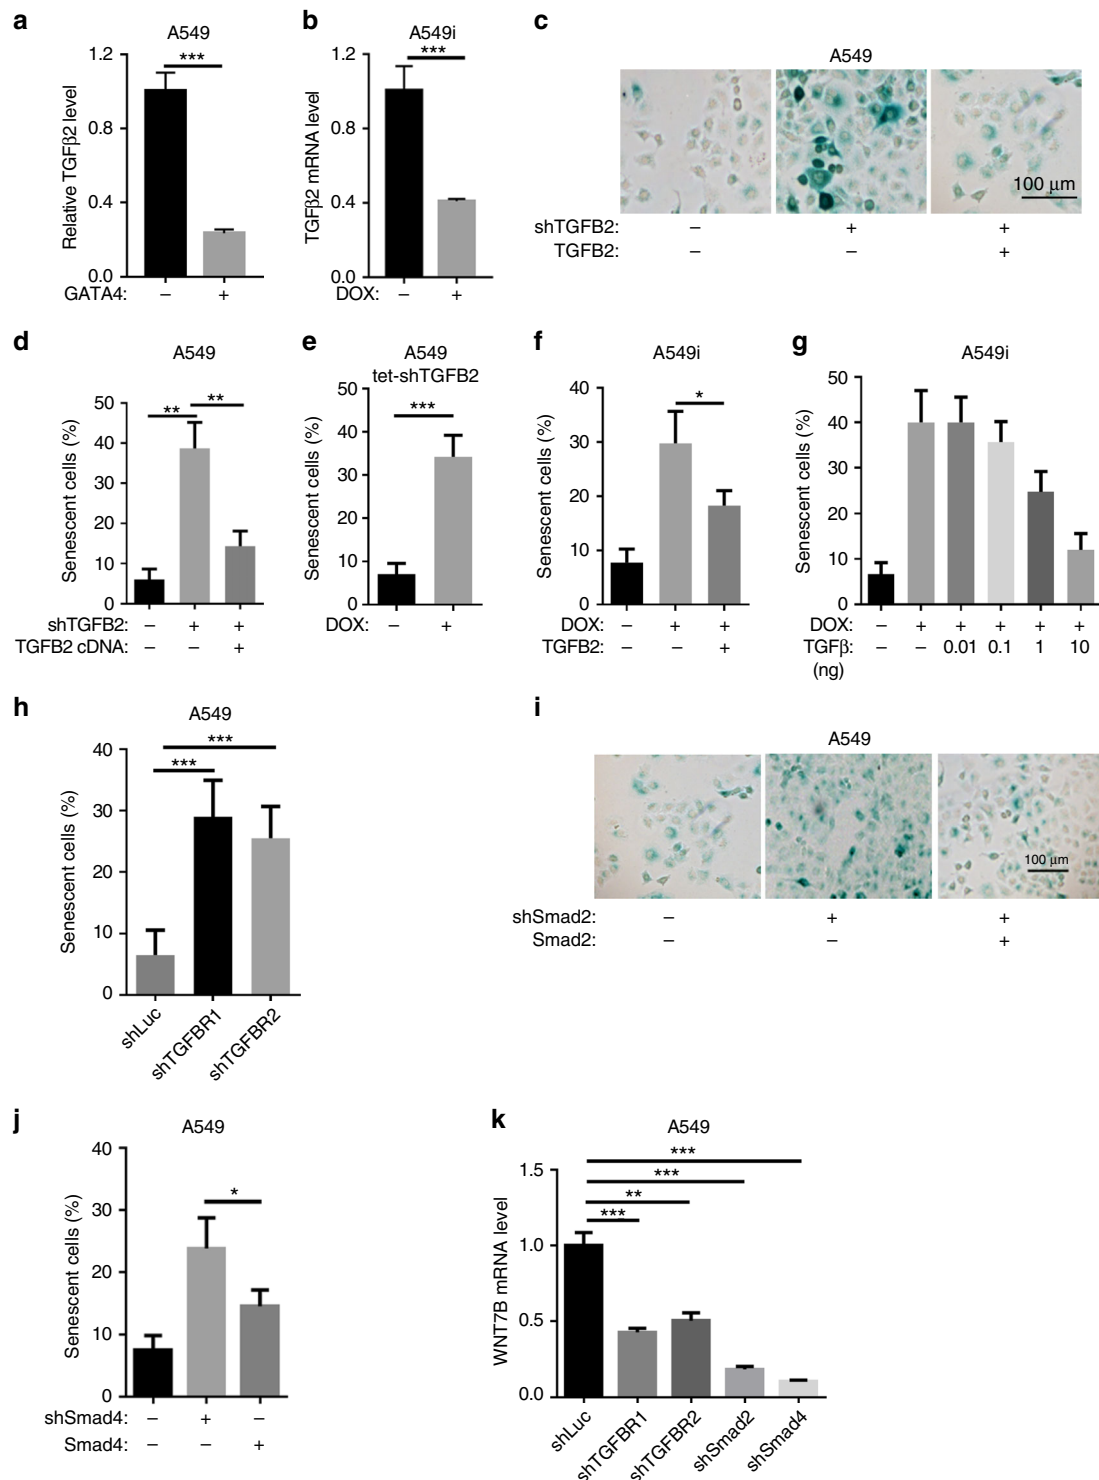 a
A549
***
Relative TGFβ2 level
1.2
0.8
0.4
0.0
GATA4: – +
b
A549i
***
TGFβ2 mRNA level
1.2
0.8
0.4
0.0
DOX: – +
c
A549
100 μm
shTGFB2: – + +
TGFB2: – – +
d
A549
** **
Senescent cells (%)
50
40
30
20
10
0
shTGFB2: – + +
TGFB2 cDNA: – – +
e
A549
tet-shTGFB2
***
Senescent cells (%)
50
40
30
20
10
0
DOX: – +
f
A549i
*
Senescent cells (%)
40
30
20
10
0
DOX: – + +
TGFB2: – – +
g
A549i
Senescent cells (%)
50
40
30
20
10
0
DOX: – + + + + +
TGFβ: – – 0.01 0.1 1 10
(ng)
h
A549
***
***
Senescent cells (%)
40
30
20
10
0
shLuc
shTGFBR1
shTGFBR2
i
A549
100 μm
shSmad2: – + +
Smad2: – – +
j
A549
*
Senescent cells (%)
40
30
20
10
0
shSmad4: – + –
Smad4: – – +
k
A549
***
***
**
***
WNT7B mRNA level
1.5
1.0
0.5
0.0
shLuc
shTGFBR1
shTGFBR2
shSmad2
shSmad4